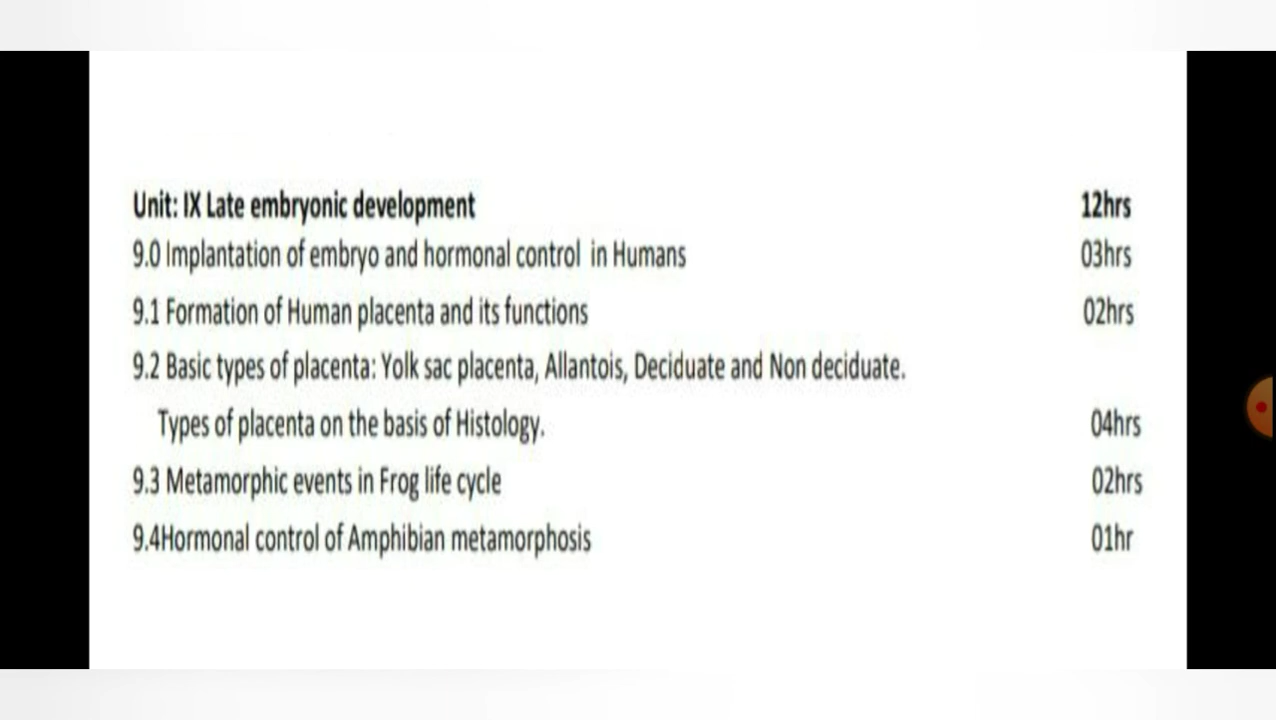 Unit: IX Late embryonic development 12hrs
9.0 Implantation of embryo and hormonal control in Humans 03hrs
9.1 Formation of Human placenta and its functions 02hrs
9.2 Basic types of placenta: Yolk sac placenta, Allantois, Deciduate and Non deciduate.
Types of placenta on the basis of Histology. 04hrs
9.3 Metamorphic events in Frog life cycle 02hrs
9.4Hormonal control of Amphibian metamorphosis 01hr